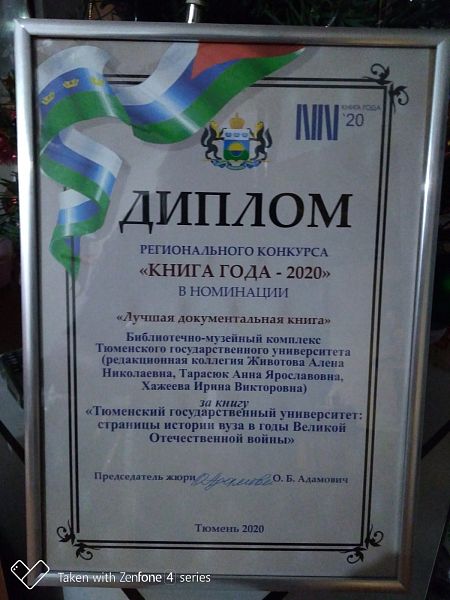 КНИГА ГОДА
'20
ДИПЛОМ
РЕГИОНАЛЬНОГО КОНКУРСА
«КНИГА ГОДА - 2020»
В НОМИНАЦИИ
«Лучшая документальная книга»
Библиотечно-музейный комплекс
Тюменского государственного университета
(редакционная коллегия Животова Алена
Николаевна, Тарасюк Анна Ярославовна,
Хажеева Ирина Викторовна)
за книгу
«Тюменский государственный университет:
страницы истории вуза в годы Великой
Отечественной войны»
Председатель жюри О. Б. Адамович
Тюмень 2020
Taken with Zenfone 4 series